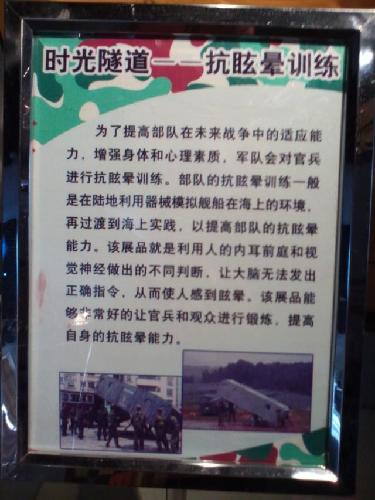 时光隧道——抗眩晕训练
为了提高部队在未来战争中的适应能
力，增强身体和心理素质，军队会对官兵
进行抗眩晕训练。部队的抗眩晕训练一般
是在陆地利用器械模拟舰船在海上的环境，
再过渡到海上实践，以提高部队的抗眩晕
能力。该展品就是利用人的内耳前庭和视
觉神经做出的不同判断，让大脑无法发出
正确指令，从而使人感到眩晕。该展品能
够非常好的让官兵和观众进行锻炼，提高
自身的抗眩晕能力。